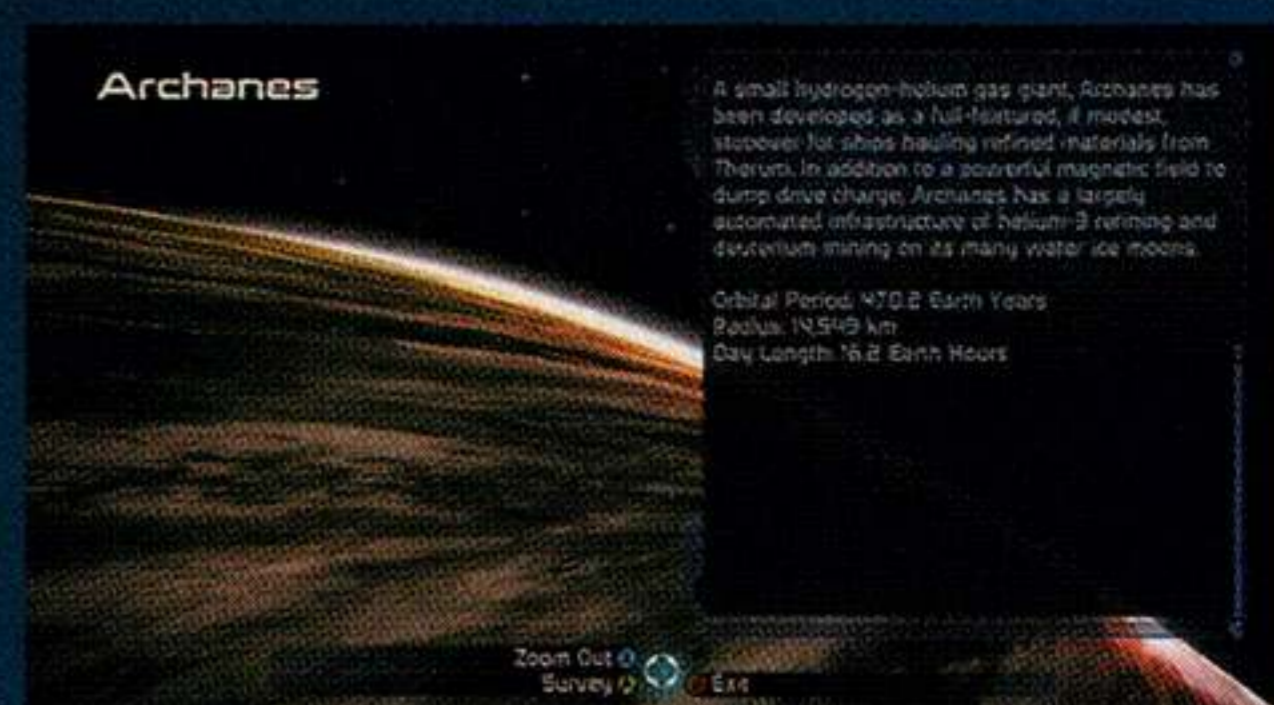 Archanes
A small hydrogen-helium gas giant, Archanes has
been developed as a full-featured, if modest,
stopover for ships hauling refined materials from
Therum. In addition to a powerful magnetic field to
dump drive charge, Archanes has a largely
automated infrastructure of helium-3 refining and
deuterium mining on its many water ice moons.
Orbital Period: 470.2 Earth Years
Radius: 14,549 km
Day Length: 16.2 Earth Hours
Zoom Out
Survey
Exit